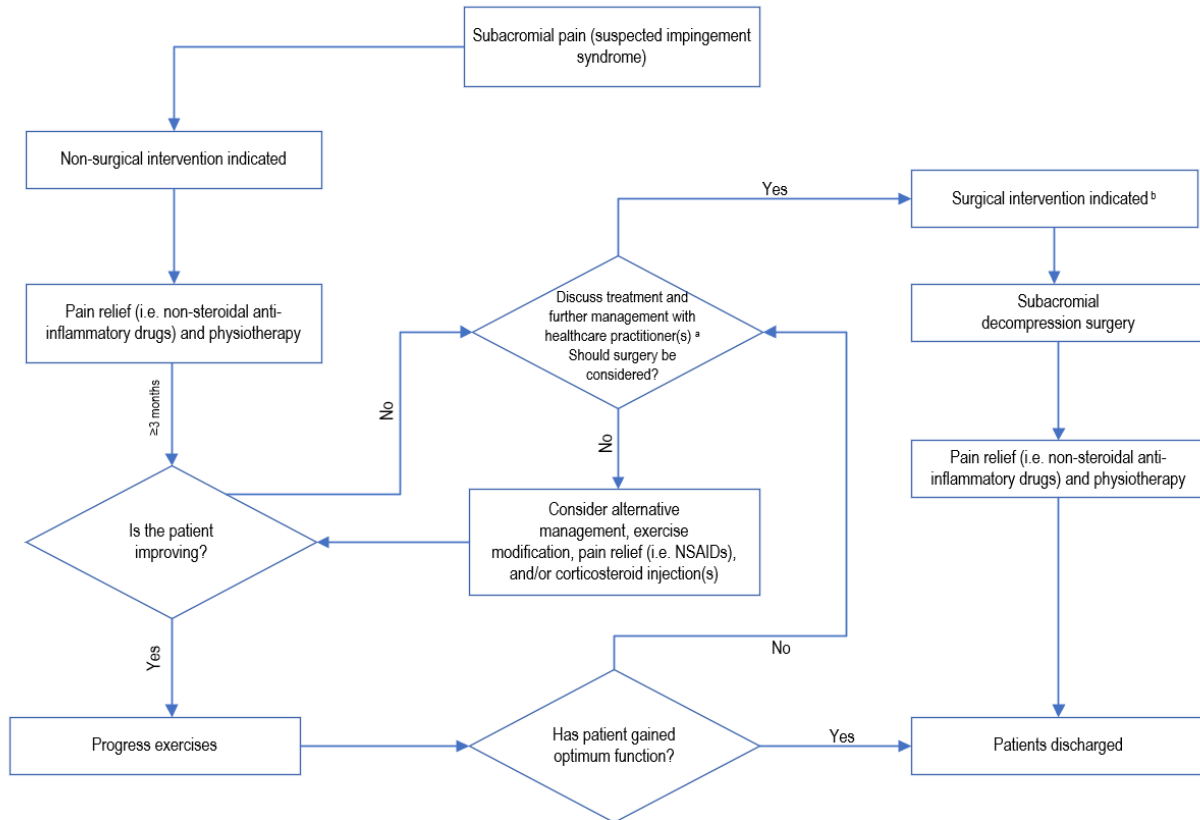 Subacromial pain (suspected impingement
syndrome)
Non-surgical intervention indicated
Yes
Surgical intervention indicated ᵇ
Pain relief (i.e. non-steroidal anti-
inflammatory drugs) and physiotherapy
Discuss treatment and
further management with
healthcare practitioner(s) ᵃ
Should surgery be
considered?
Subacromial
decompression surgery
≥3 months
No
No
Pain relief (i.e. non-steroidal anti-
inflammatory drugs) and physiotherapy
Is the patient
improving?
Consider alternative
management, exercise
modification, pain relief (i.e. NSAIDs),
and/or corticosteroid injection(s)
Yes
No
Progress exercises
Has patient gained
optimum function?
Yes
Patients discharged